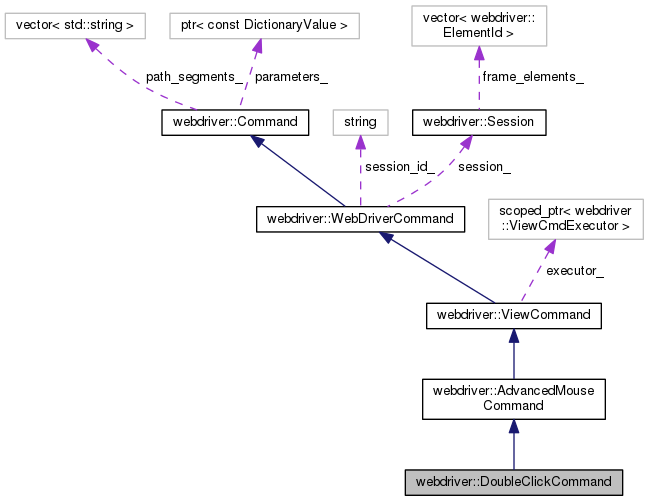 vector< std::string >
ptr< const DictionaryValue >
vector< webdriver::
ElementId >
path_segments_
parameters_
frame_elements_
webdriver::Command
string
webdriver::Session
session_id_
session_
webdriver::WebDriverCommand
scoped_ptr< webdriver
::ViewCmdExecutor >
executor_
webdriver::ViewCommand
webdriver::AdvancedMouse
Command
webdriver::DoubleClickCommand